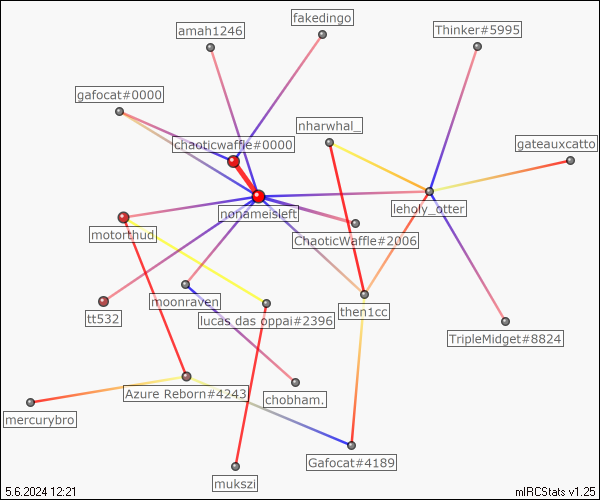 fakedingo
amah1246
Thinker#5995
gafocat#0000
nharwhal_
chaoticwaffle#0000
gateauxcatto
leholy_otter
nonameisleft
motorthud
ChaoticWaffle#2006
moonraven
then1cc
tt532
lucas das oppai#2396
TripleMidget#8824
Azure Reborn#4243
chobham.
mercurybro
Gafocat#4189
mukszi
5.6.2024 12:21
mIRCStats v1.25